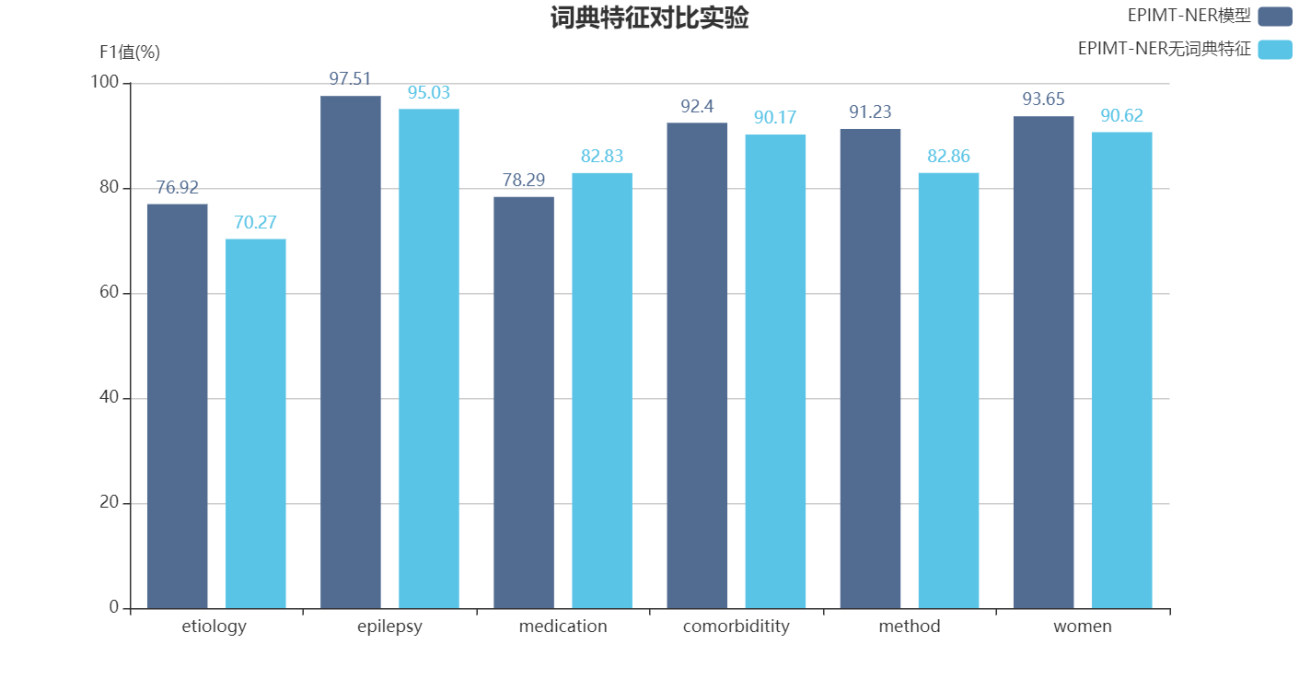 词典特征对比实验
EPIMT-NER模型
EPIMT-NER无词典特征
F1值(%)
100
80
60
40
20
0
76.92
70.27
97.51
95.03
78.29
82.83
92.4
90.17
91.23
82.86
93.65
90.62
etiology
epilepsy
medication
comorbiditity
method
women